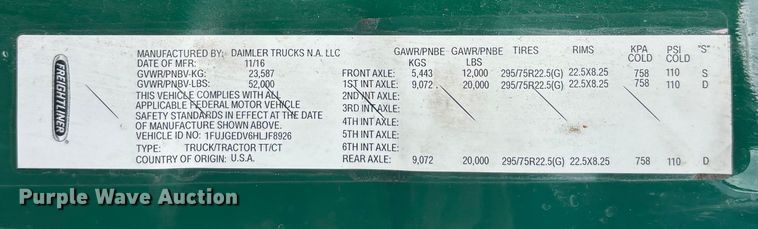 FREIGHTLINER
MANUFACTURED BY: DAIMLER TRUCKS N.A. LLC
DATE OF MFR: 11/16
GVWR/PNBV-KG: 23,587
GVWR/PNBV-LBS: 52,000
THIS VEHICLE COMPLIES WITH ALL
APPLICABLE FEDERAL MOTOR VEHICLE
SAFETY STANDARDS IN EFFECT AT THE DATE
OF MANUFACTURE SHOWN ABOVE.
VEHICLE ID NO: 1FUJGEDV6HLJF8926
TYPE: TRUCK/TRACTOR TT/CT
COUNTRY OF ORIGIN: U.S.A.
GAWR/PNBE GAWR/PNBE TIRES RIMS KPA PSI "S"
KGS LBS COLD COLD
FRONT AXLE: 5,443 12,000 295/75R22.5(G) 22.5X8.25 758 110 S
1ST INT AXLE: 9,072 20,000 295/75R22.5(G) 22.5X8.25 758 110 D
2ND INT AXLE:
3RD INT AXLE:
4TH INT AXLE:
5TH INT AXLE:
6TH INT AXLE:
REAR AXLE: 9,072 20,000 295/75R22.5(G) 22.5X8.25 758 110 D
Purple Wave Auction